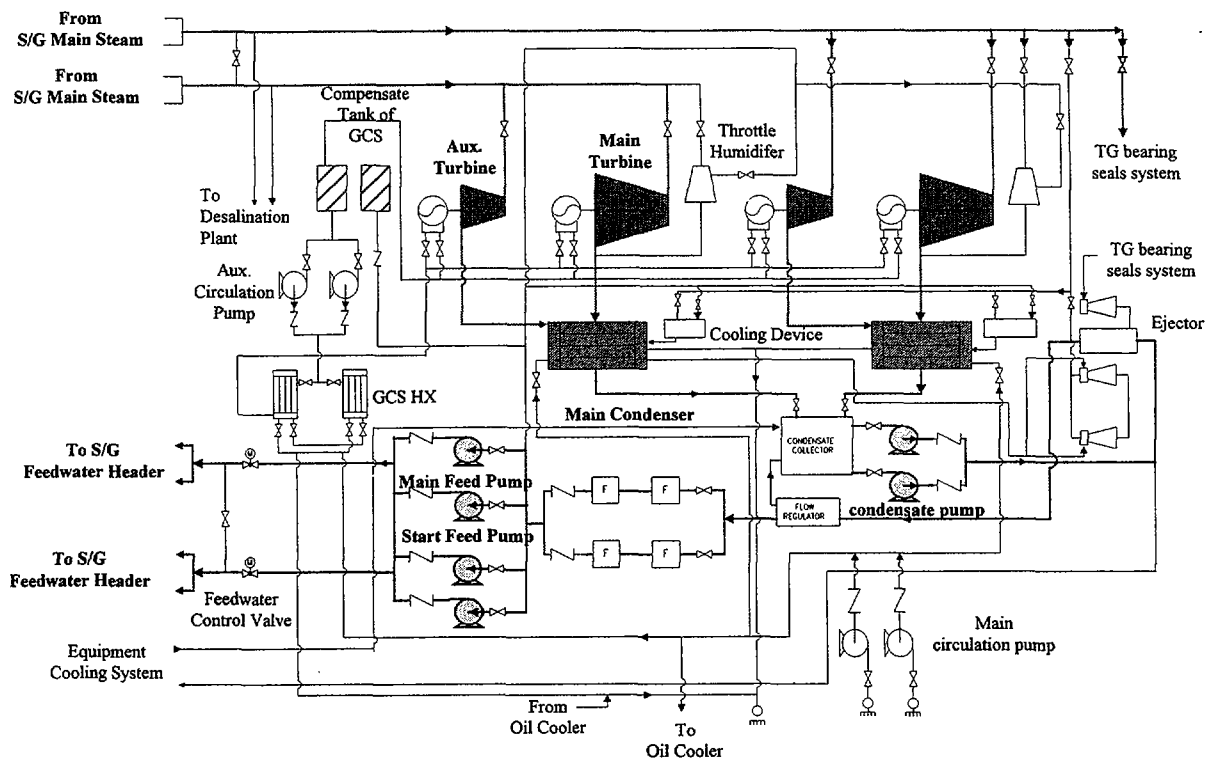 From
S/G Main Steam
From
S/G Main Steam
Compensate
Tank of
GCS
Aux.
Turbine
Main
Turbine
Throttle
Humidifer
TG bearing
seals system
To
Desalination
Plant
Aux.
Circulation
Pump
TG bearing
seals system
Ejector
Cooling Device
GCS HX
Main Condenser
CONDENSATE
COLLECTOR
To S/G
Feedwater Header
M
Main Feed Pump
F
F
FLOW
REGULATOR
condensate pump
Start Feed Pump
F
F
To S/G
Feedwater Header
M
Feedwater
Control Valve
Main
circulation pump
Equipment
Cooling System
From
Oil Cooler
To
Oil Cooler